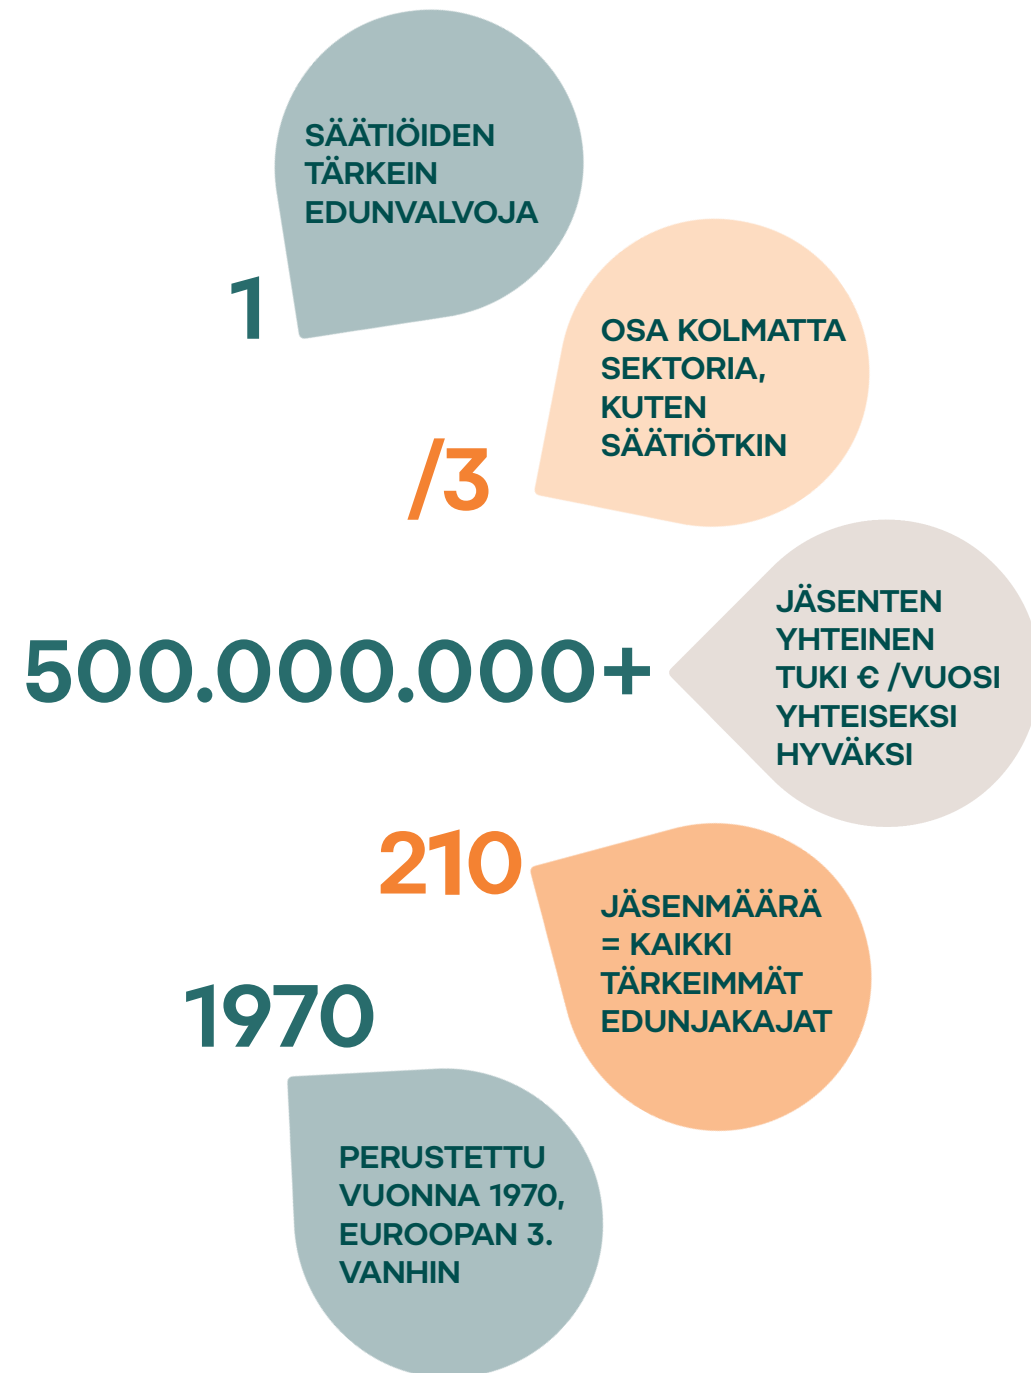 SÄÄTIÖIDEN
TÄRKEIN
EDUNVALVOJA
1
OSA KOLMATTA
SEKTORIA,
KUTEN
SÄÄTIÖTKIN
/3
JÄSENTEN
YHTEINEN
TUKI € /VUOSI
YHTEISEKSI
HYVÄKSI
500.000.000+
210
JÄSENMÄÄRÄ
= KAIKKI
TÄRKEIMMÄT
EDUNJAKAJAT
1970
PERUSTETTU
VUONNA 1970,
EUROOPAN 3.
VANHIN